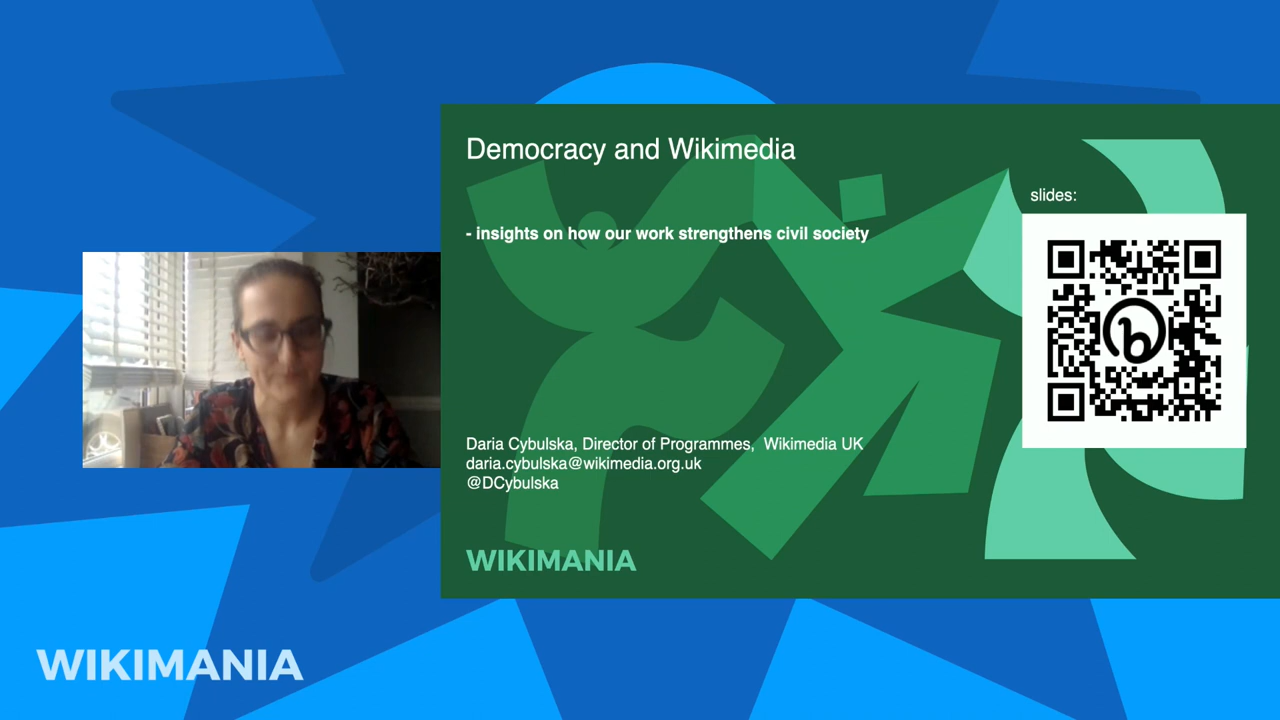 Democracy and Wikimedia
slides:
- insights on how our work strengthens civil society
Daria Cybulska, Director of Programmes, Wikimedia UK
daria.cybulska@wikimedia.org.uk
@DCybulska
WIKIMANIA
WIKIMANIA